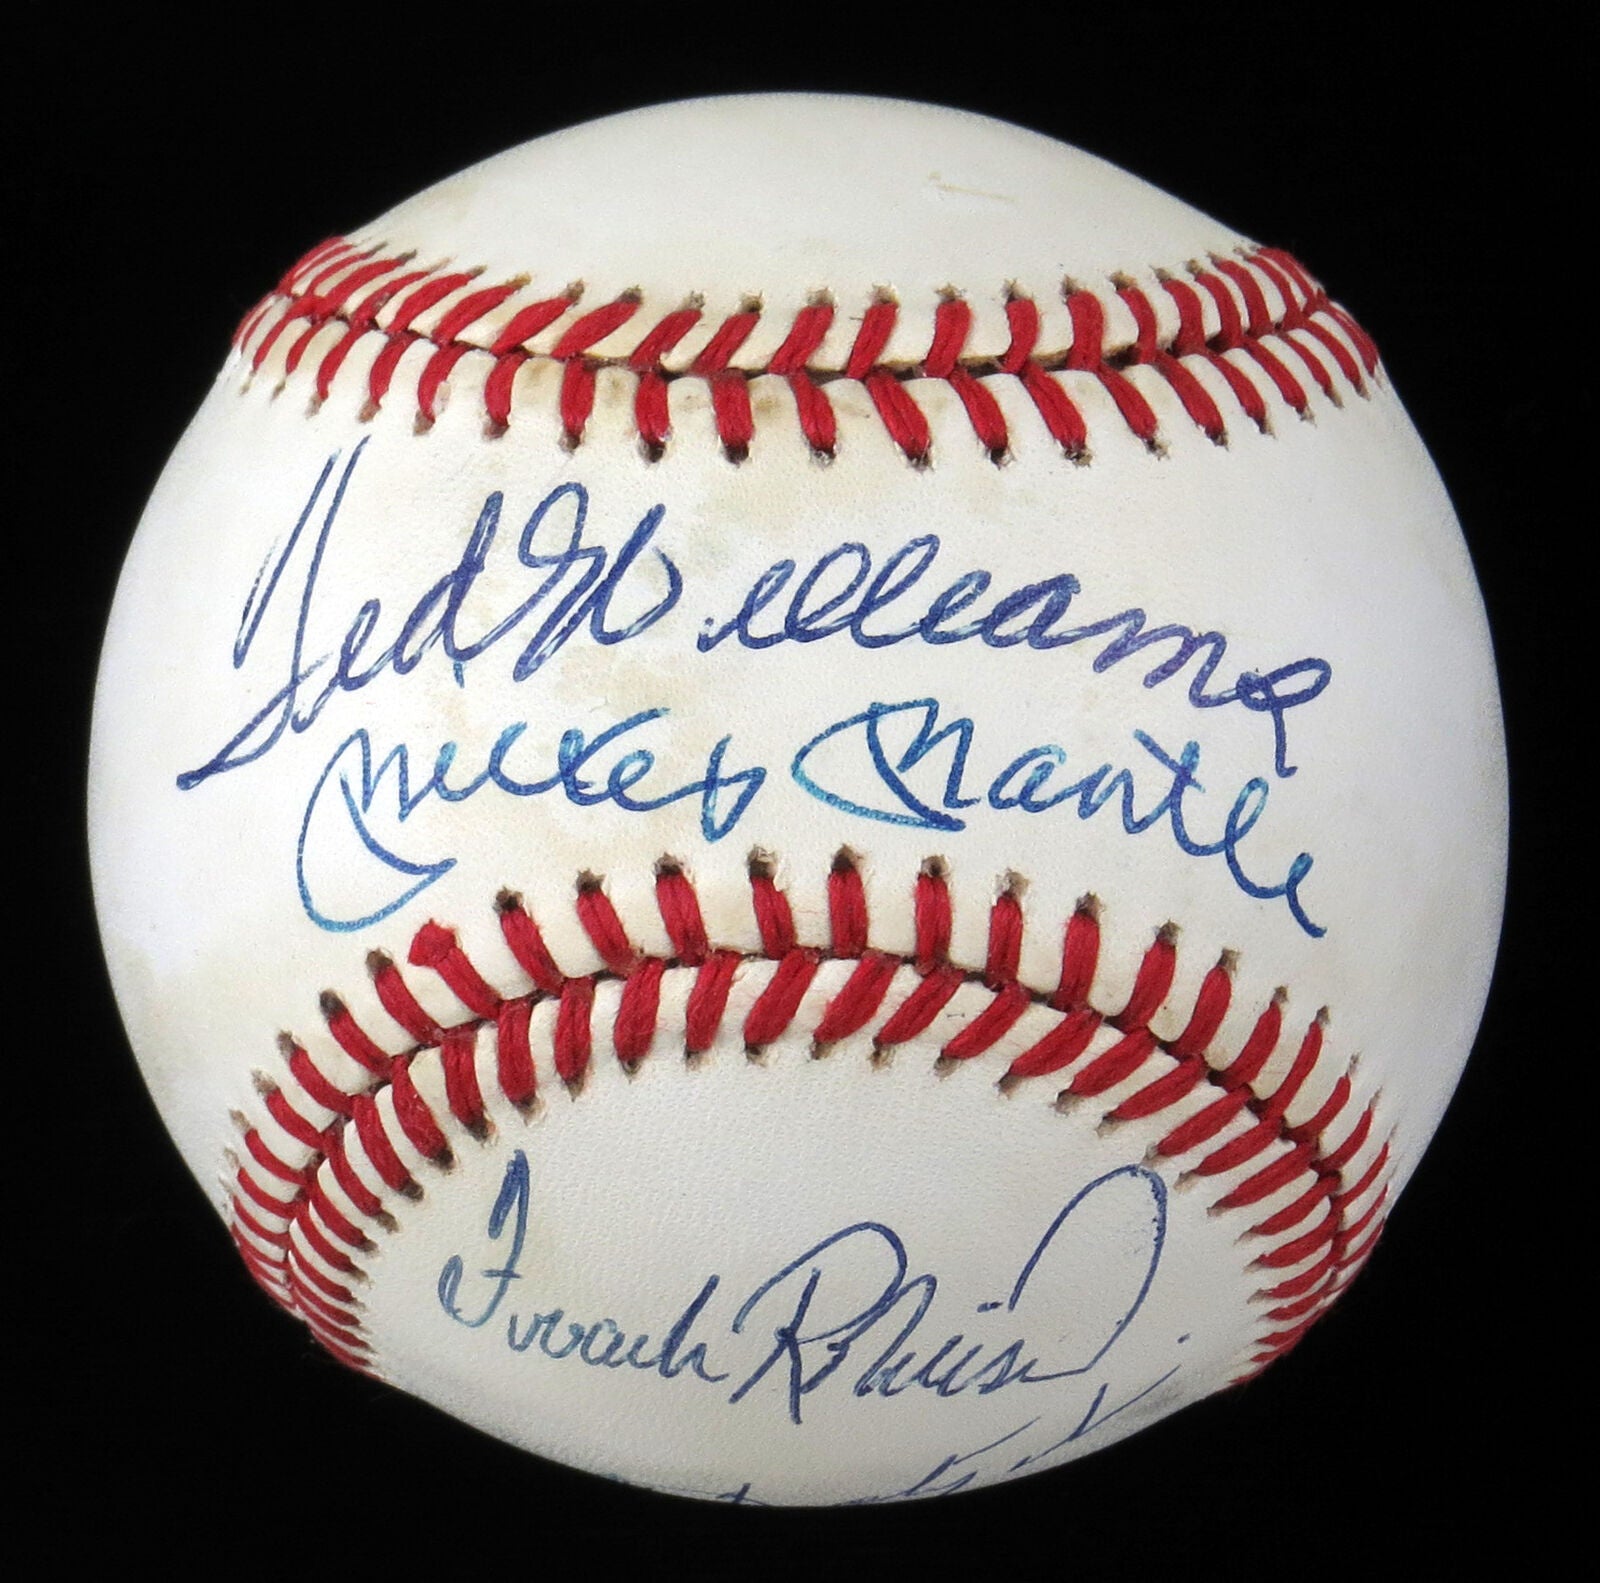 Ted Williams
Mickey Mantle
Frank Robinson